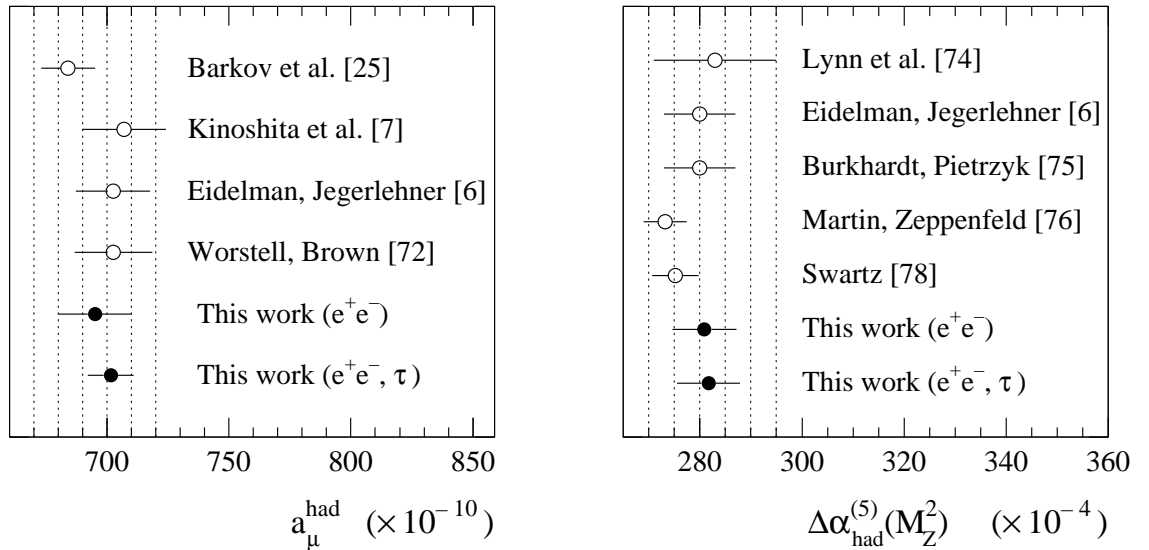 Barkov et al. [25]
Kinoshita et al. [7]
Eidelman, Jegerlehner [6]
Worstell, Brown [72]
This work (e⁺e⁻)
This work (e⁺e⁻, τ)
700 750 800 850
a_μ^had (× 10⁻¹⁰)
Lynn et al. [74]
Eidelman, Jegerlehner [6]
Burkhardt, Pietrzyk [75]
Martin, Zeppenfeld [76]
Swartz [78]
This work (e⁺e⁻)
This work (e⁺e⁻, τ)
280 300 320 340 360
Δα_had^(5)(M_Z^2) (× 10⁻⁴)